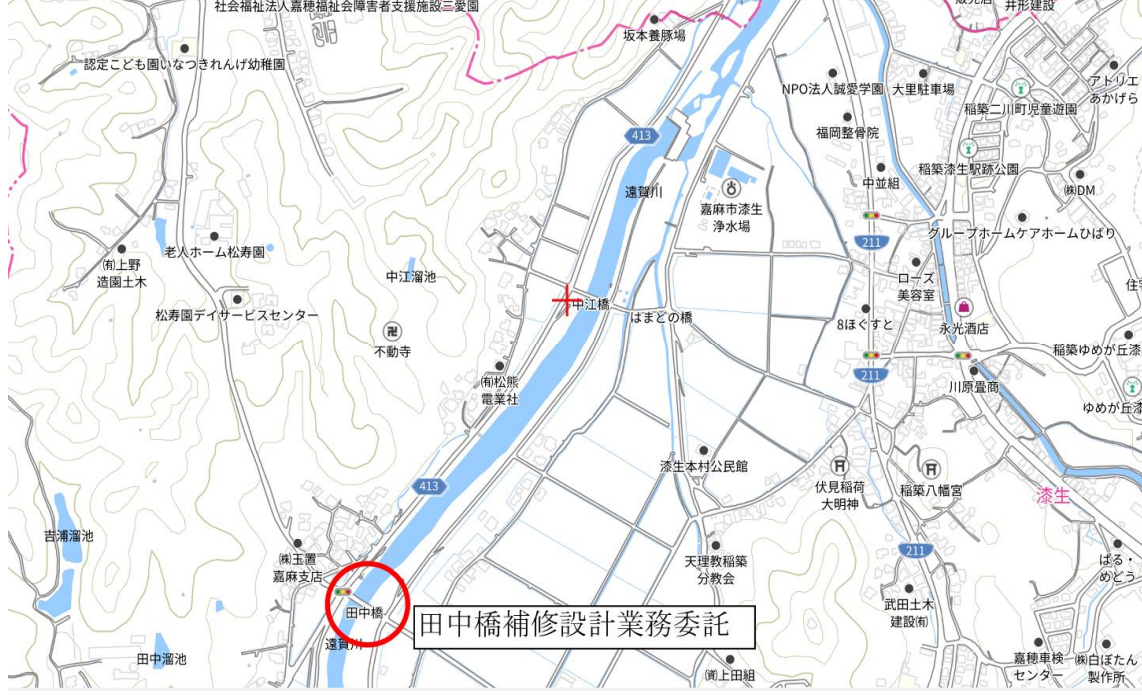 社会福祉法人嘉穂福祉会障害者支援施設三愛園
井形建設
坂本養豚場
認定こども園いなつきれんげ幼稚園
NPO法人誠愛学園
大里駐車場
アトリエ
あかげら
稲築二川町児童遊園
413
福岡整骨院
稲築漆生駅跡公園
中並組
㈱DM
遠賀川
嘉麻市漆生
浄水場
211
グループホームケアホームひばり
老人ホーム松寿園
㈲上野
造園土木
中江溜池
ローズ
美容室
松寿園デイサービスセンター
中江橋
はまどの橋
8ほぐすと
永光酒店
不動寺
稲築ゆめが丘漆
211
㈲松熊
電業社
川原畳商
ゆめが丘漆
漆生本村公民館
413
伏見稲荷
大明神
稲築八幡宮
漆生
吉浦溜池
㈱玉置
嘉麻支店
天理教稲築
分教会
211
ぱる・
めどう
田中橋
武田土木
建設㈲
田中橋補修設計業務委託
遠賀川
田中溜池
㈲上田組
嘉穂車検
センター
㈱白ぼたん
製作所